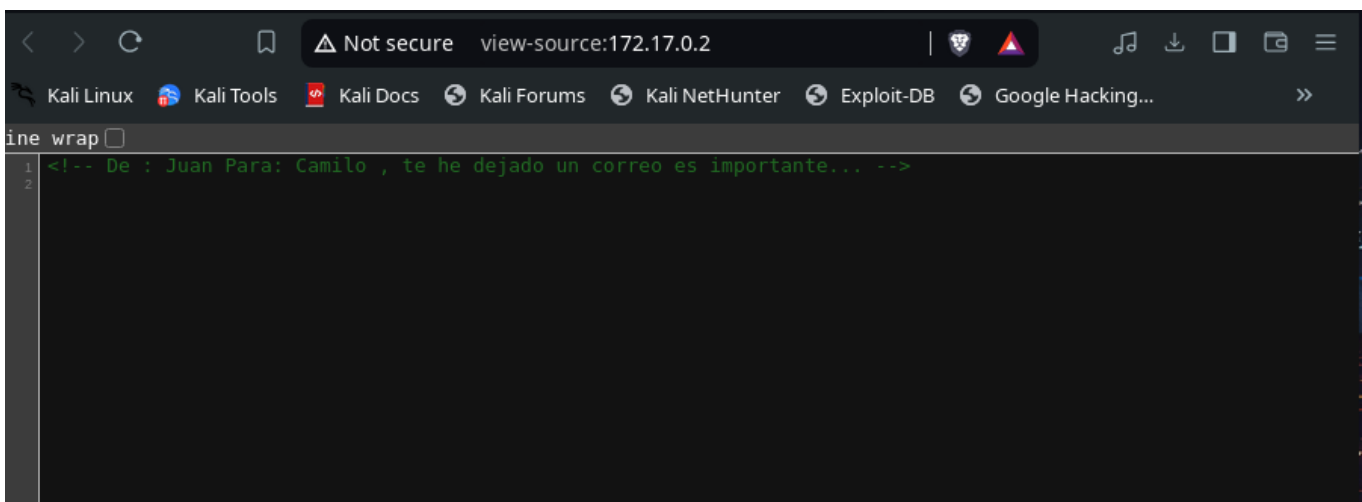 Not secure view-source:172.17.0.2
Kali Linux Kali Tools Kali Docs Kali Forums Kali NetHunter Exploit-DB Google Hacking... »
ine wrap
1 <!-- De : Juan Para: Camilo , te he dejado un correo es importante... -->
2